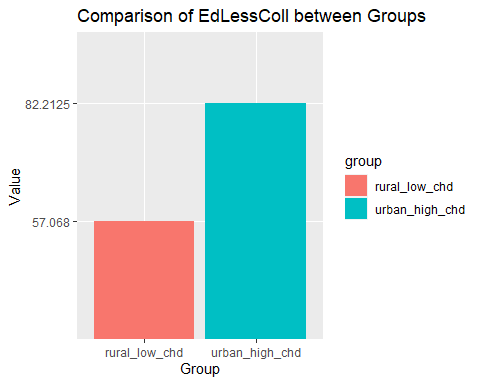 Comparison of EdLessColl between Groups
82.2125
57.068
Value
rural_low_chd
urban_high_chd
Group
group
rural_low_chd
urban_high_chd